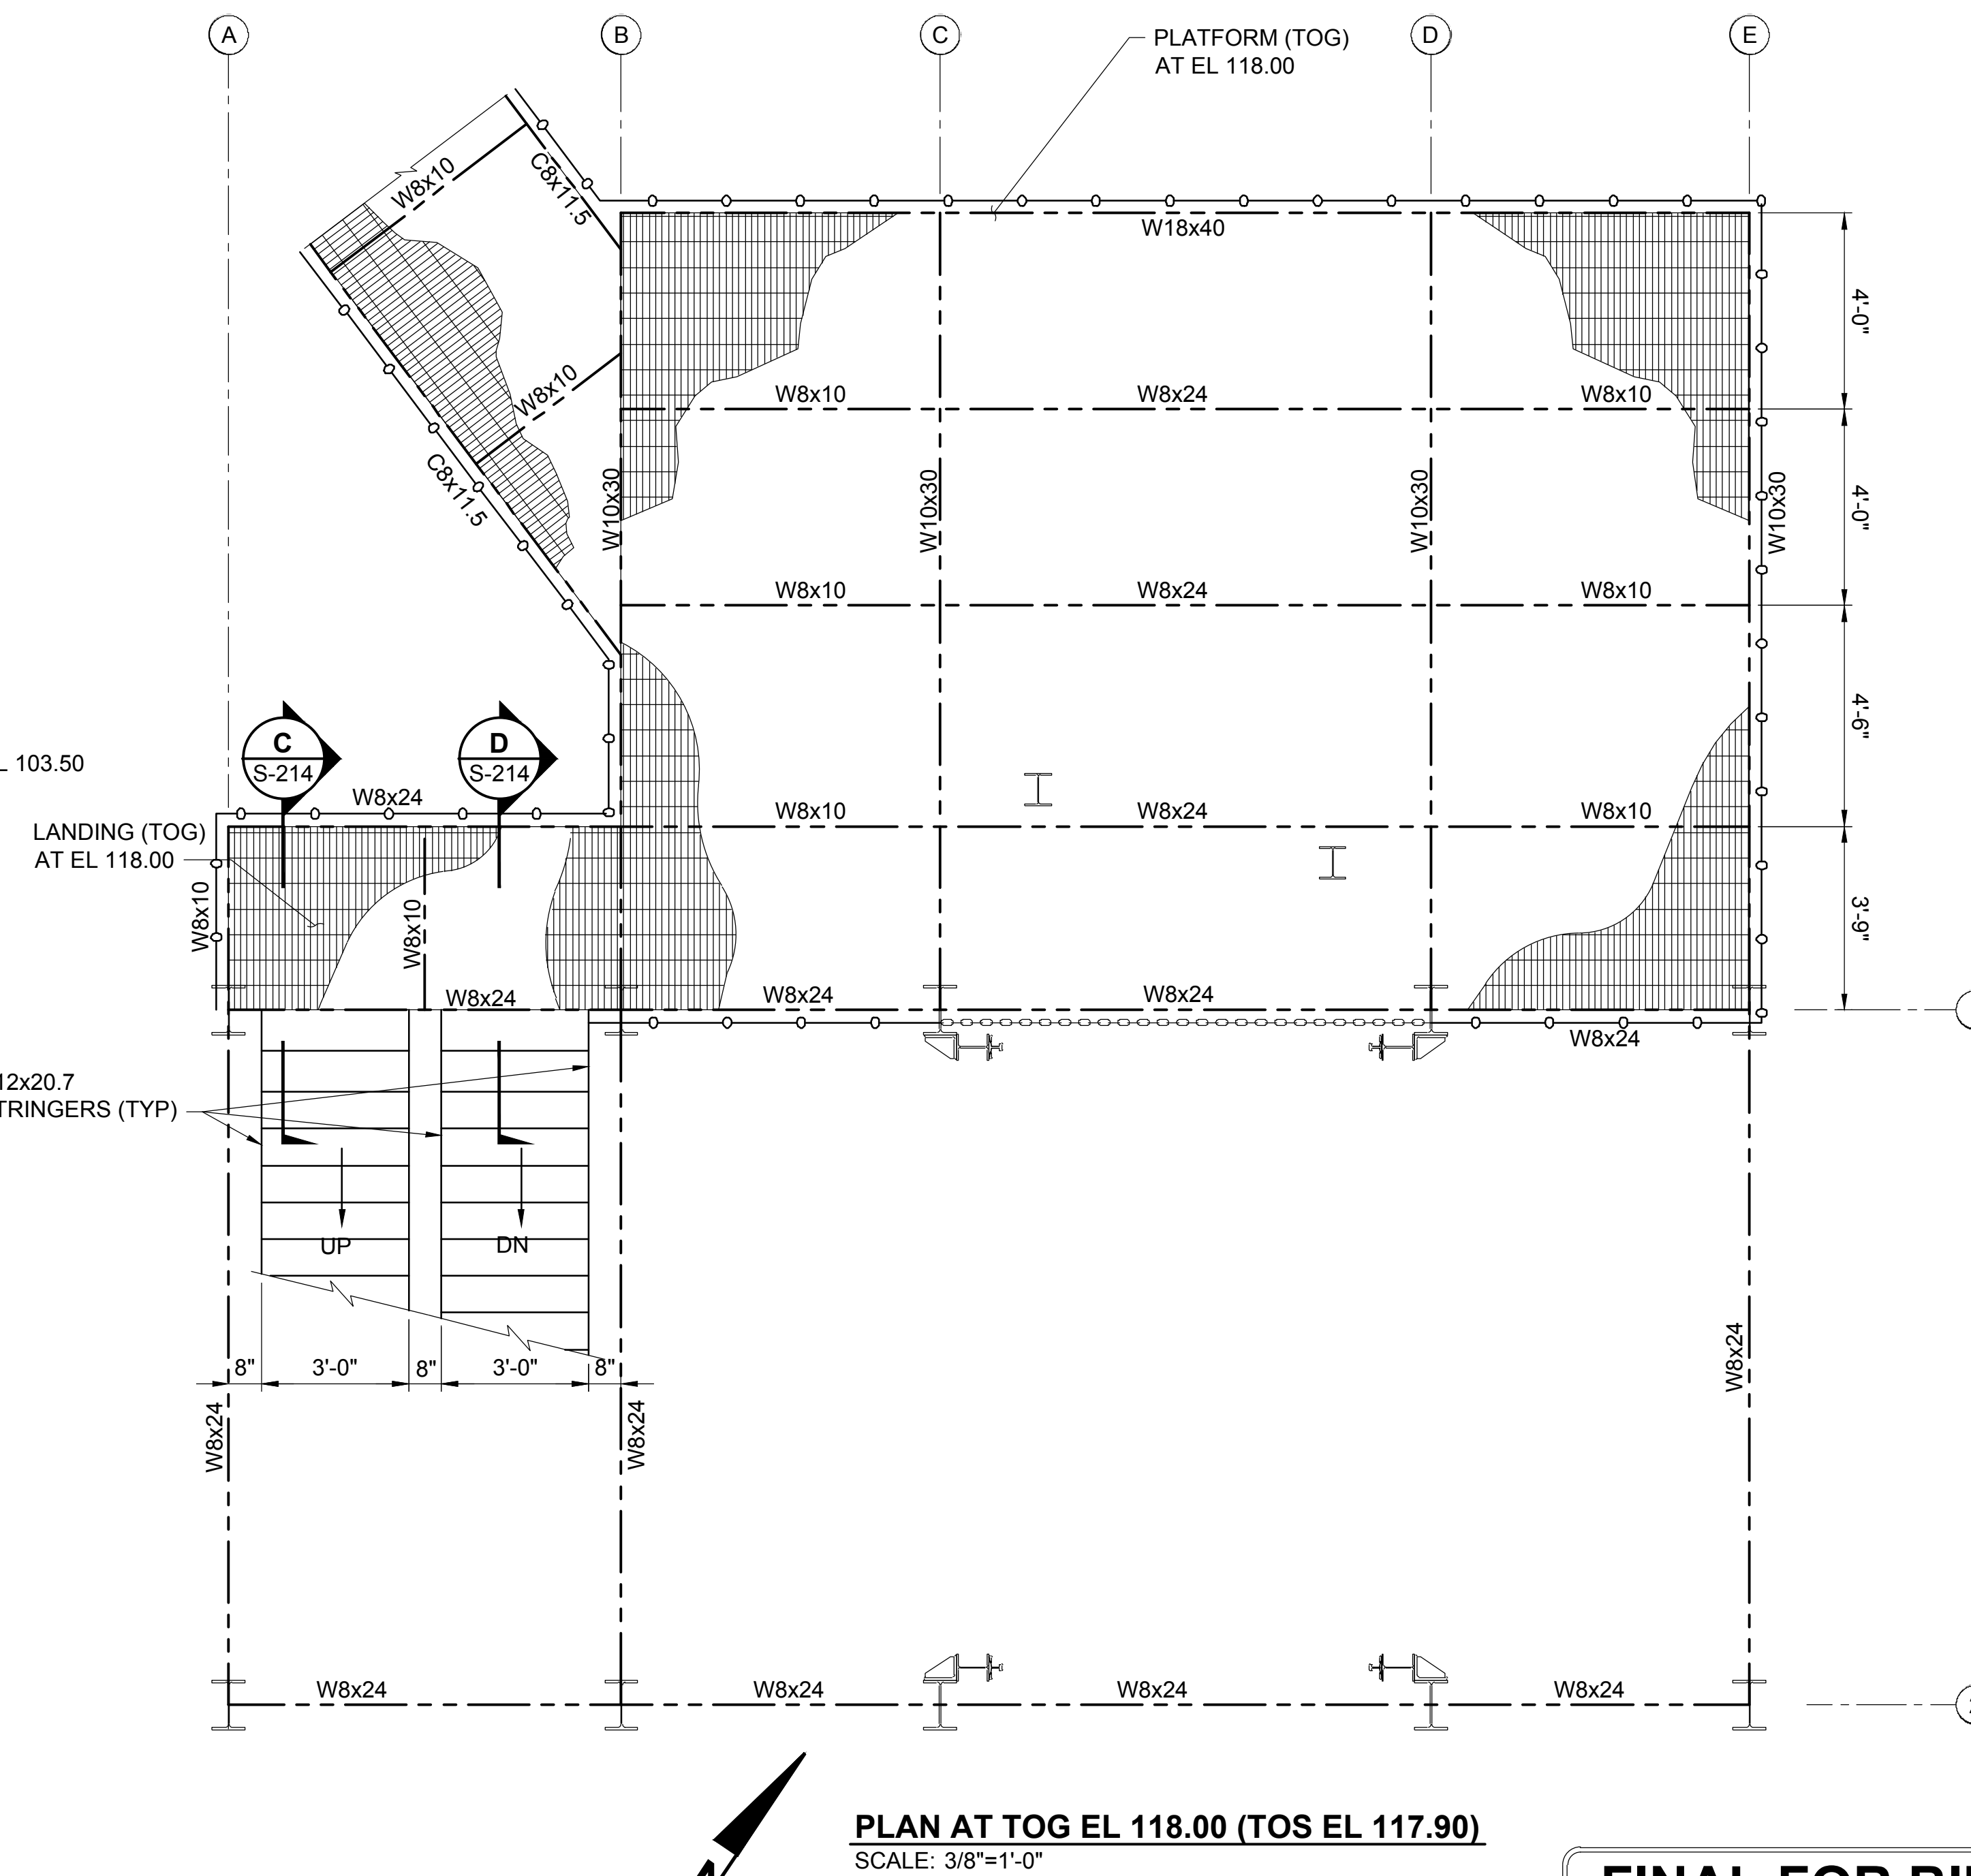 A
B
C
D
E
PLATFORM (TOG)
AT EL 118.00
W8x10
C8x11.5
W18x40
4'-0"
W8x10
W8x10
W8x24
W8x10
C8x11.5
W10x30
W10x30
W10x30
W10x30
4'-0"
W8x10
W8x24
W8x10
4'-6"
C
S-214
D
S-214
103.50
W8x24
W8x10
W8x24
W8x10
LANDING (TOG)
AT EL 118.00
W8x10
W8x10
3'-9"
W8x24
W8x24
W8x24
W8x24
12x20.7
TRINGERS (TYP)
UP
DN
8"
3'-0"
8"
3'-0"
8"
W8x24
W8x24
W8x24
W8x24
W8x24
W8x24
W8x24
PLAN AT TOG EL 118.00 (TOS EL 117.90)
SCALE: 3/8"=1'-0"
FINAL FOR